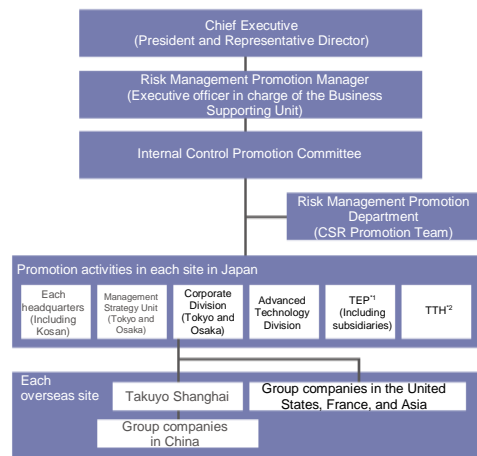 Chief Executive
(President and Representative Director)
Risk Management Promotion Manager
(Executive officer in charge of the Business
Supporting Unit)
Internal Control Promotion Committee
Risk Management Promotion
Department
(CSR Promotion Team)
Promotion activities in each site in Japan
Each
headquarters
(Including
Kosan)
Management
Strategy Unit
(Tokyo and
Osaka)
Corporate
Division
(Tokyo and
Osaka)
Advanced
Technology
Division
TEP*1
(Including
subsidiaries)
TTH*2
Each
overseas site
Takuyo Shanghai
Group companies in the United
States, France, and Asia
Group companies
in China